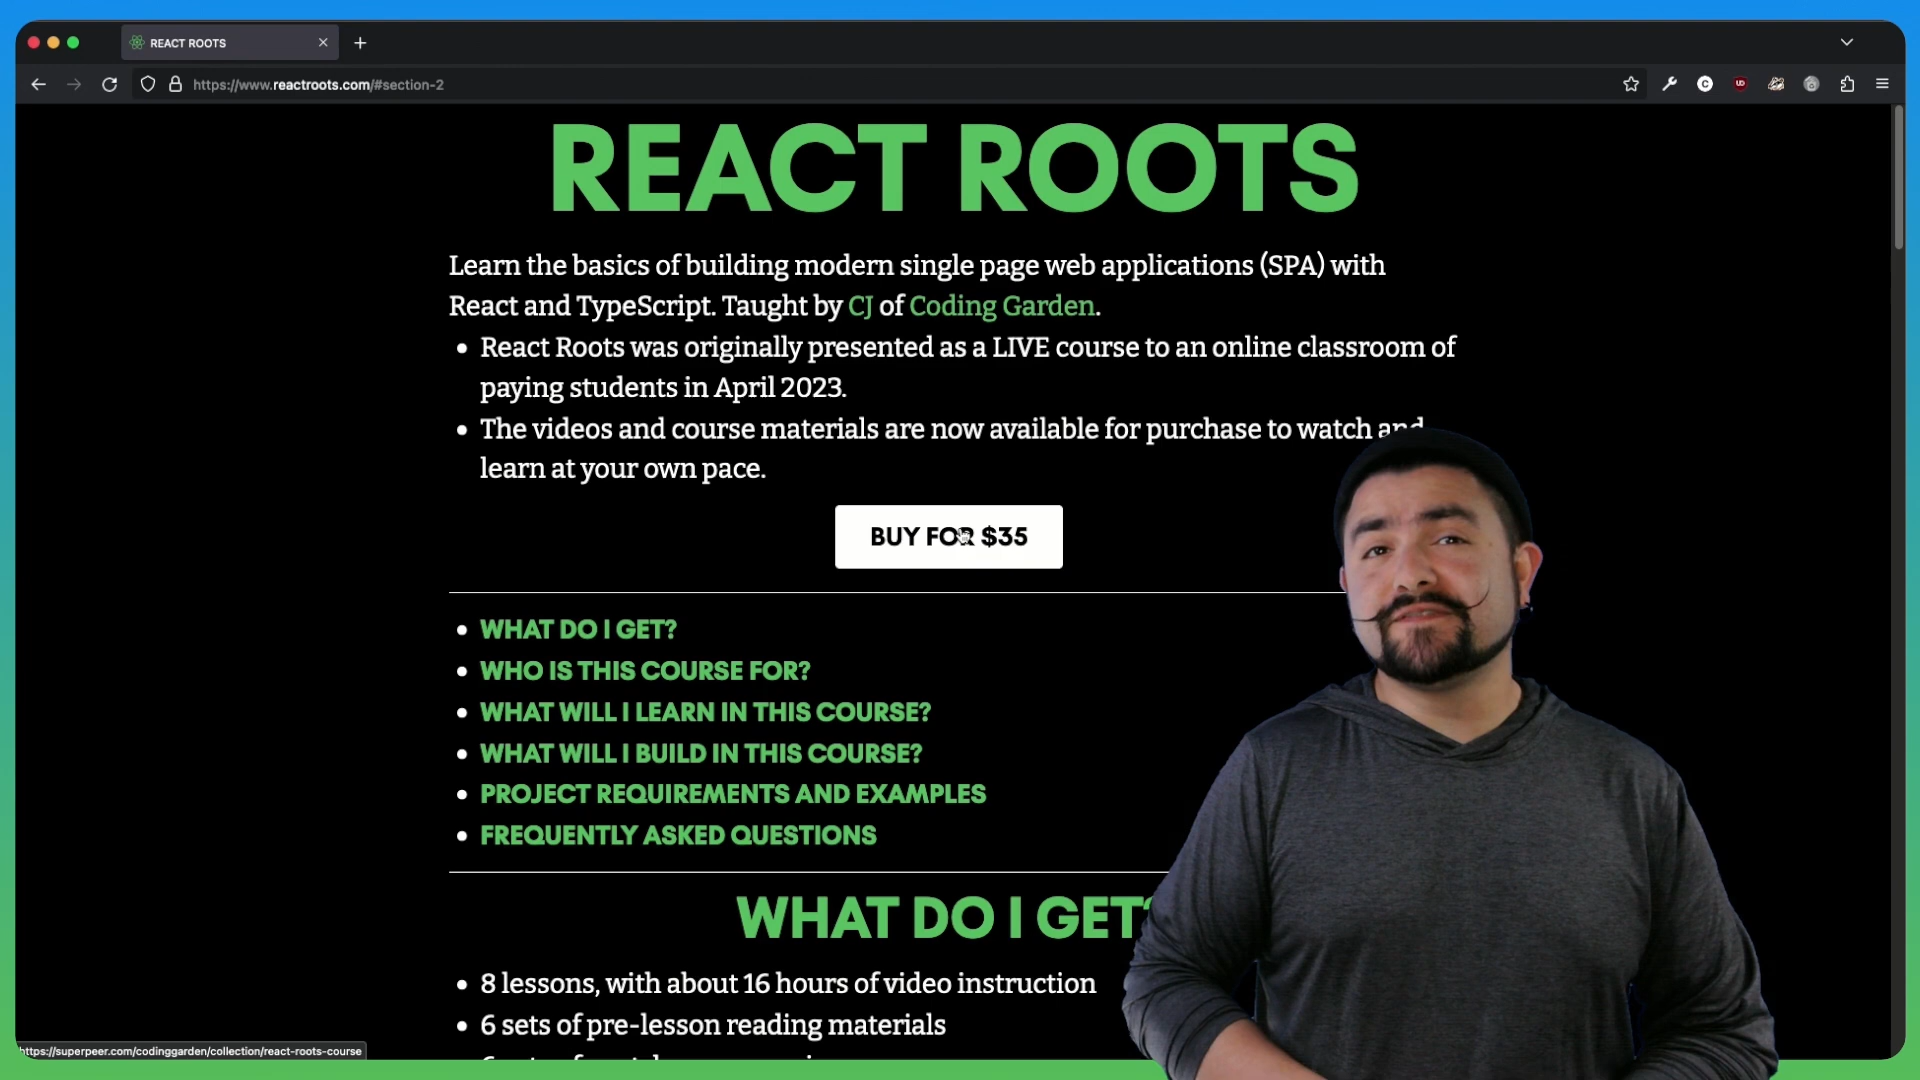 REACT ROOTS
https://www.reactroots.com/#section-2
REACT ROOTS
Learn the basics of building modern single page web applications (SPA) with
React and TypeScript. Taught by CJ of Coding Garden.
React Roots was originally presented as a LIVE course to an online classroom of
paying students in April 2023.
The videos and course materials are now available for purchase to watch and
learn at your own pace.
BUY FOR $35
WHAT DO I GET?
WHO IS THIS COURSE FOR?
WHAT WILL I LEARN IN THIS COURSE?
WHAT WILL I BUILD IN THIS COURSE?
PROJECT REQUIREMENTS AND EXAMPLES
FREQUENTLY ASKED QUESTIONS
WHAT DO I GET?
8 lessons, with about 16 hours of video instruction
6 sets of pre-lesson reading materials
https://superpeer.com/codinggarden/collection/react-roots-course